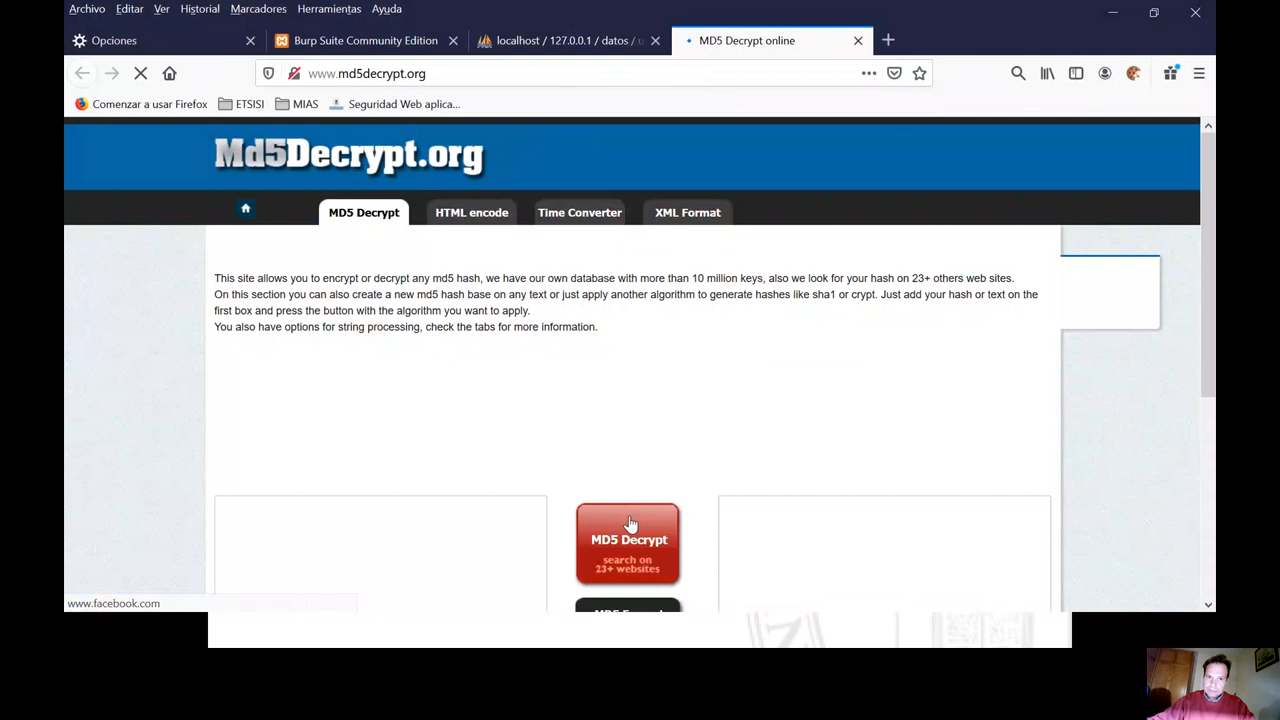 Archivo Editar Ver Historial Marcadores Herramientas Ayuda
Opciones Burp Suite Community Edition localhost / 127.0.0.1 / datos / u MD5 Decrypt online
www.md5decrypt.org
Comenzar a usar Firefox ETSISI MIAS Seguridad Web aplica...
Md5Decrypt.org
MD5 Decrypt HTML encode Time Converter XML Format
This site allows you to encrypt or decrypt any md5 hash, we have our own database with more than 10 million keys, also we look for your hash on 23+ others web sites.
On this section you can also create a new md5 hash base on any text or just apply another algorithm to generate hashes like sha1 or crypt. Just add your hash or text on the
first box and press the button with the algorithm you want to apply.
You also have options for string processing, check the tabs for more information.
MD5 Decrypt
search on
23+ websites
www.facebook.com